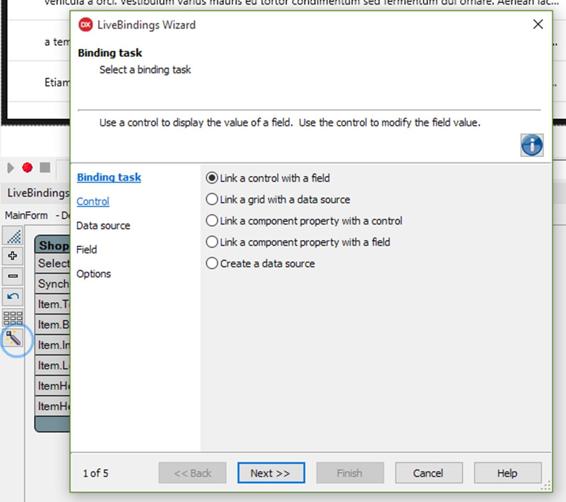 vehicula a orci. Vestibulum varius mauris eu tortor condimentum sed fermentum dui ornare. Aenean lac...
DX LiveBindings Wizard
Binding task
Select a binding task
a tem
Etiam
Use a control to display the value of a field. Use the control to modify the field value.
Binding task
Control
Data source
Field
Options
Link a control with a field
Link a grid with a data source
Link a component property with a control
Link a component property with a field
Create a data source
LiveBindings
MainForm - De
Shop
Select
Synch
Item.T
Item.B
Item.Im
Item.L
ItemHe
ItemHe
1 of 5
<< Back
Next >>
Finish
Cancel
Help